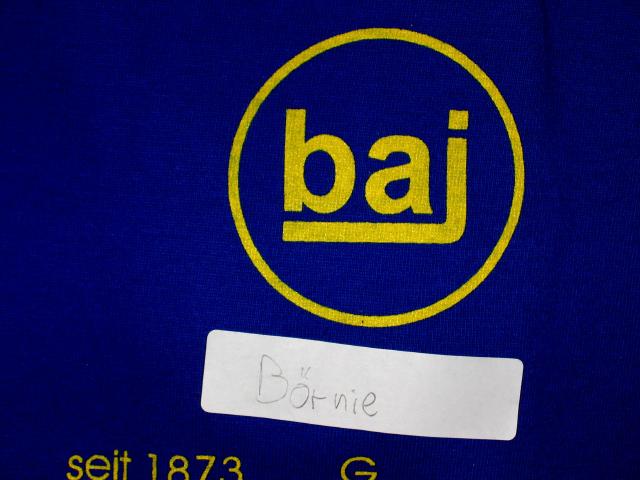 baj
Börnie
seit 1873 G